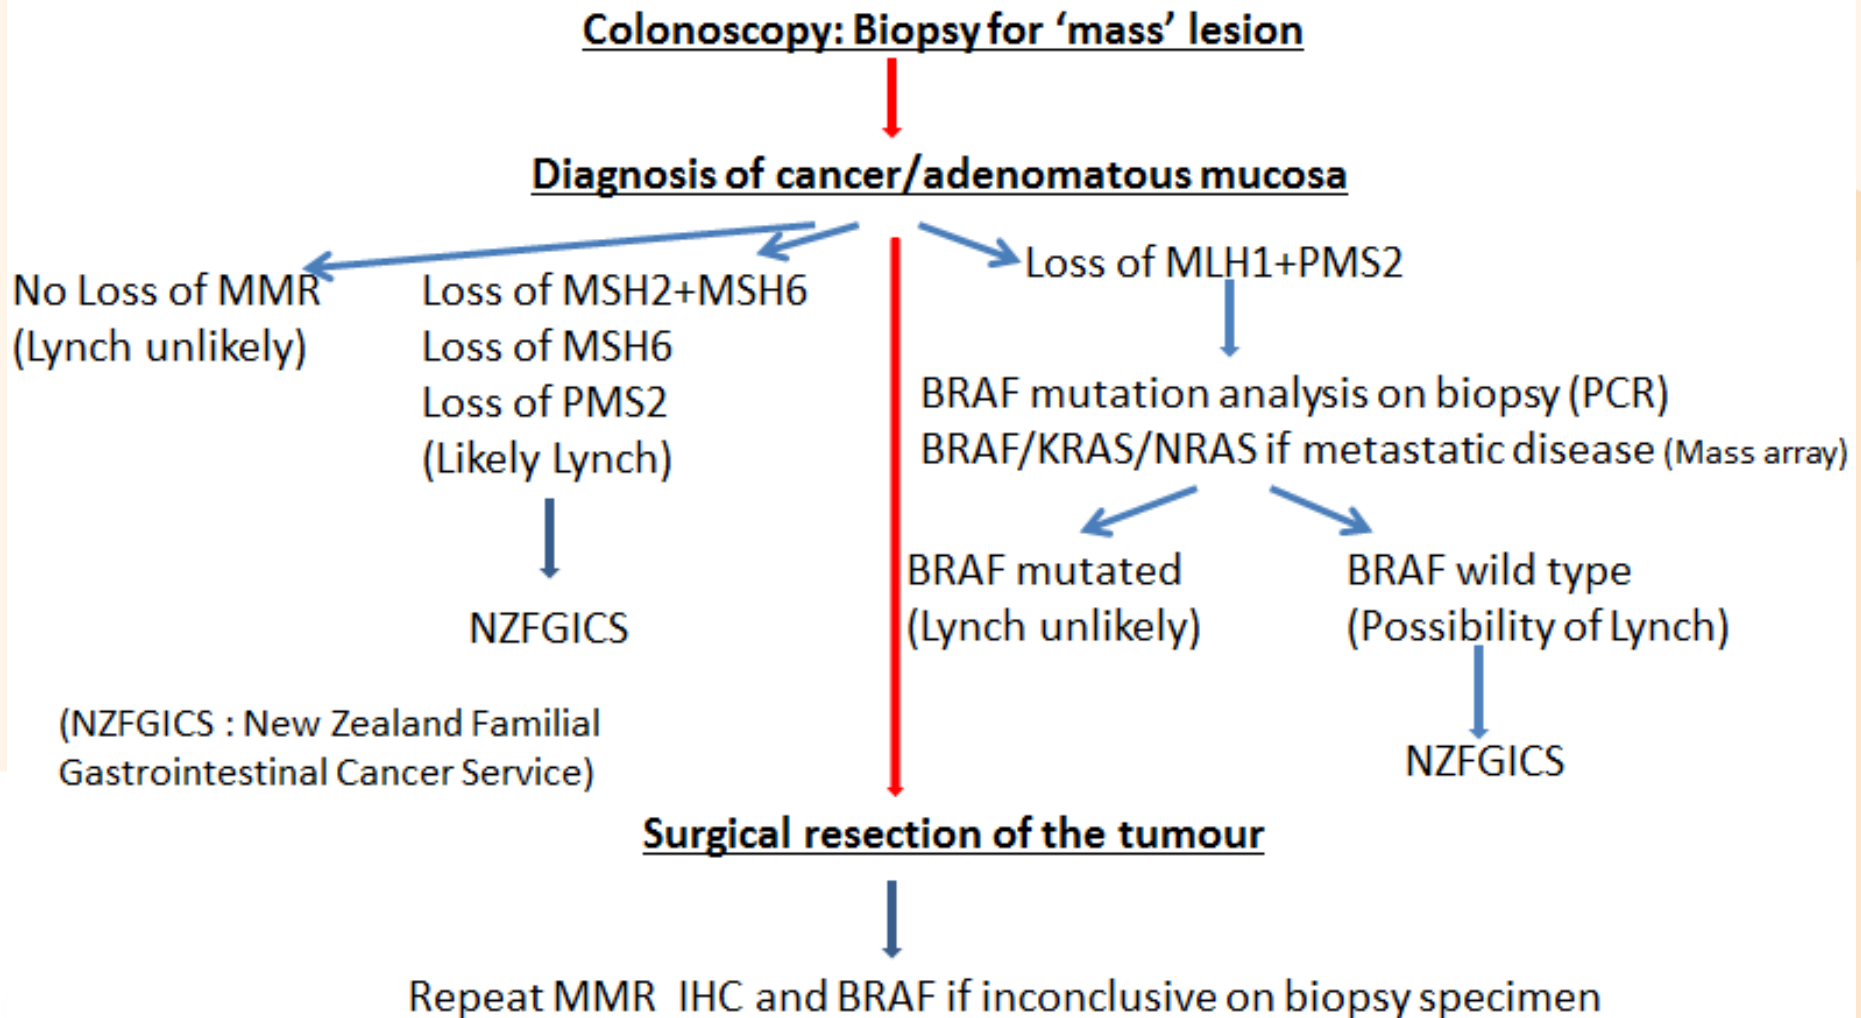 Colonoscopy: Biopsy for ‘mass’ lesion
Diagnosis of cancer/adenomatous mucosa
No Loss of MMR
(Lynch unlikely)
Loss of MSH2+MSH6
Loss of MSH6
Loss of PMS2
(Likely Lynch)
NZFGICS
(NZFGICS : New Zealand Familial
Gastrointestinal Cancer Service)
Loss of MLH1+PMS2
BRAF mutation analysis on biopsy (PCR)
BRAF/KRAS/NRAS if metastatic disease (Mass array)
BRAF mutated
(Lynch unlikely)
BRAF wild type
(Possibility of Lynch)
NZFGICS
Surgical resection of the tumour
Repeat MMR  IHC and BRAF if inconclusive on biopsy specimen